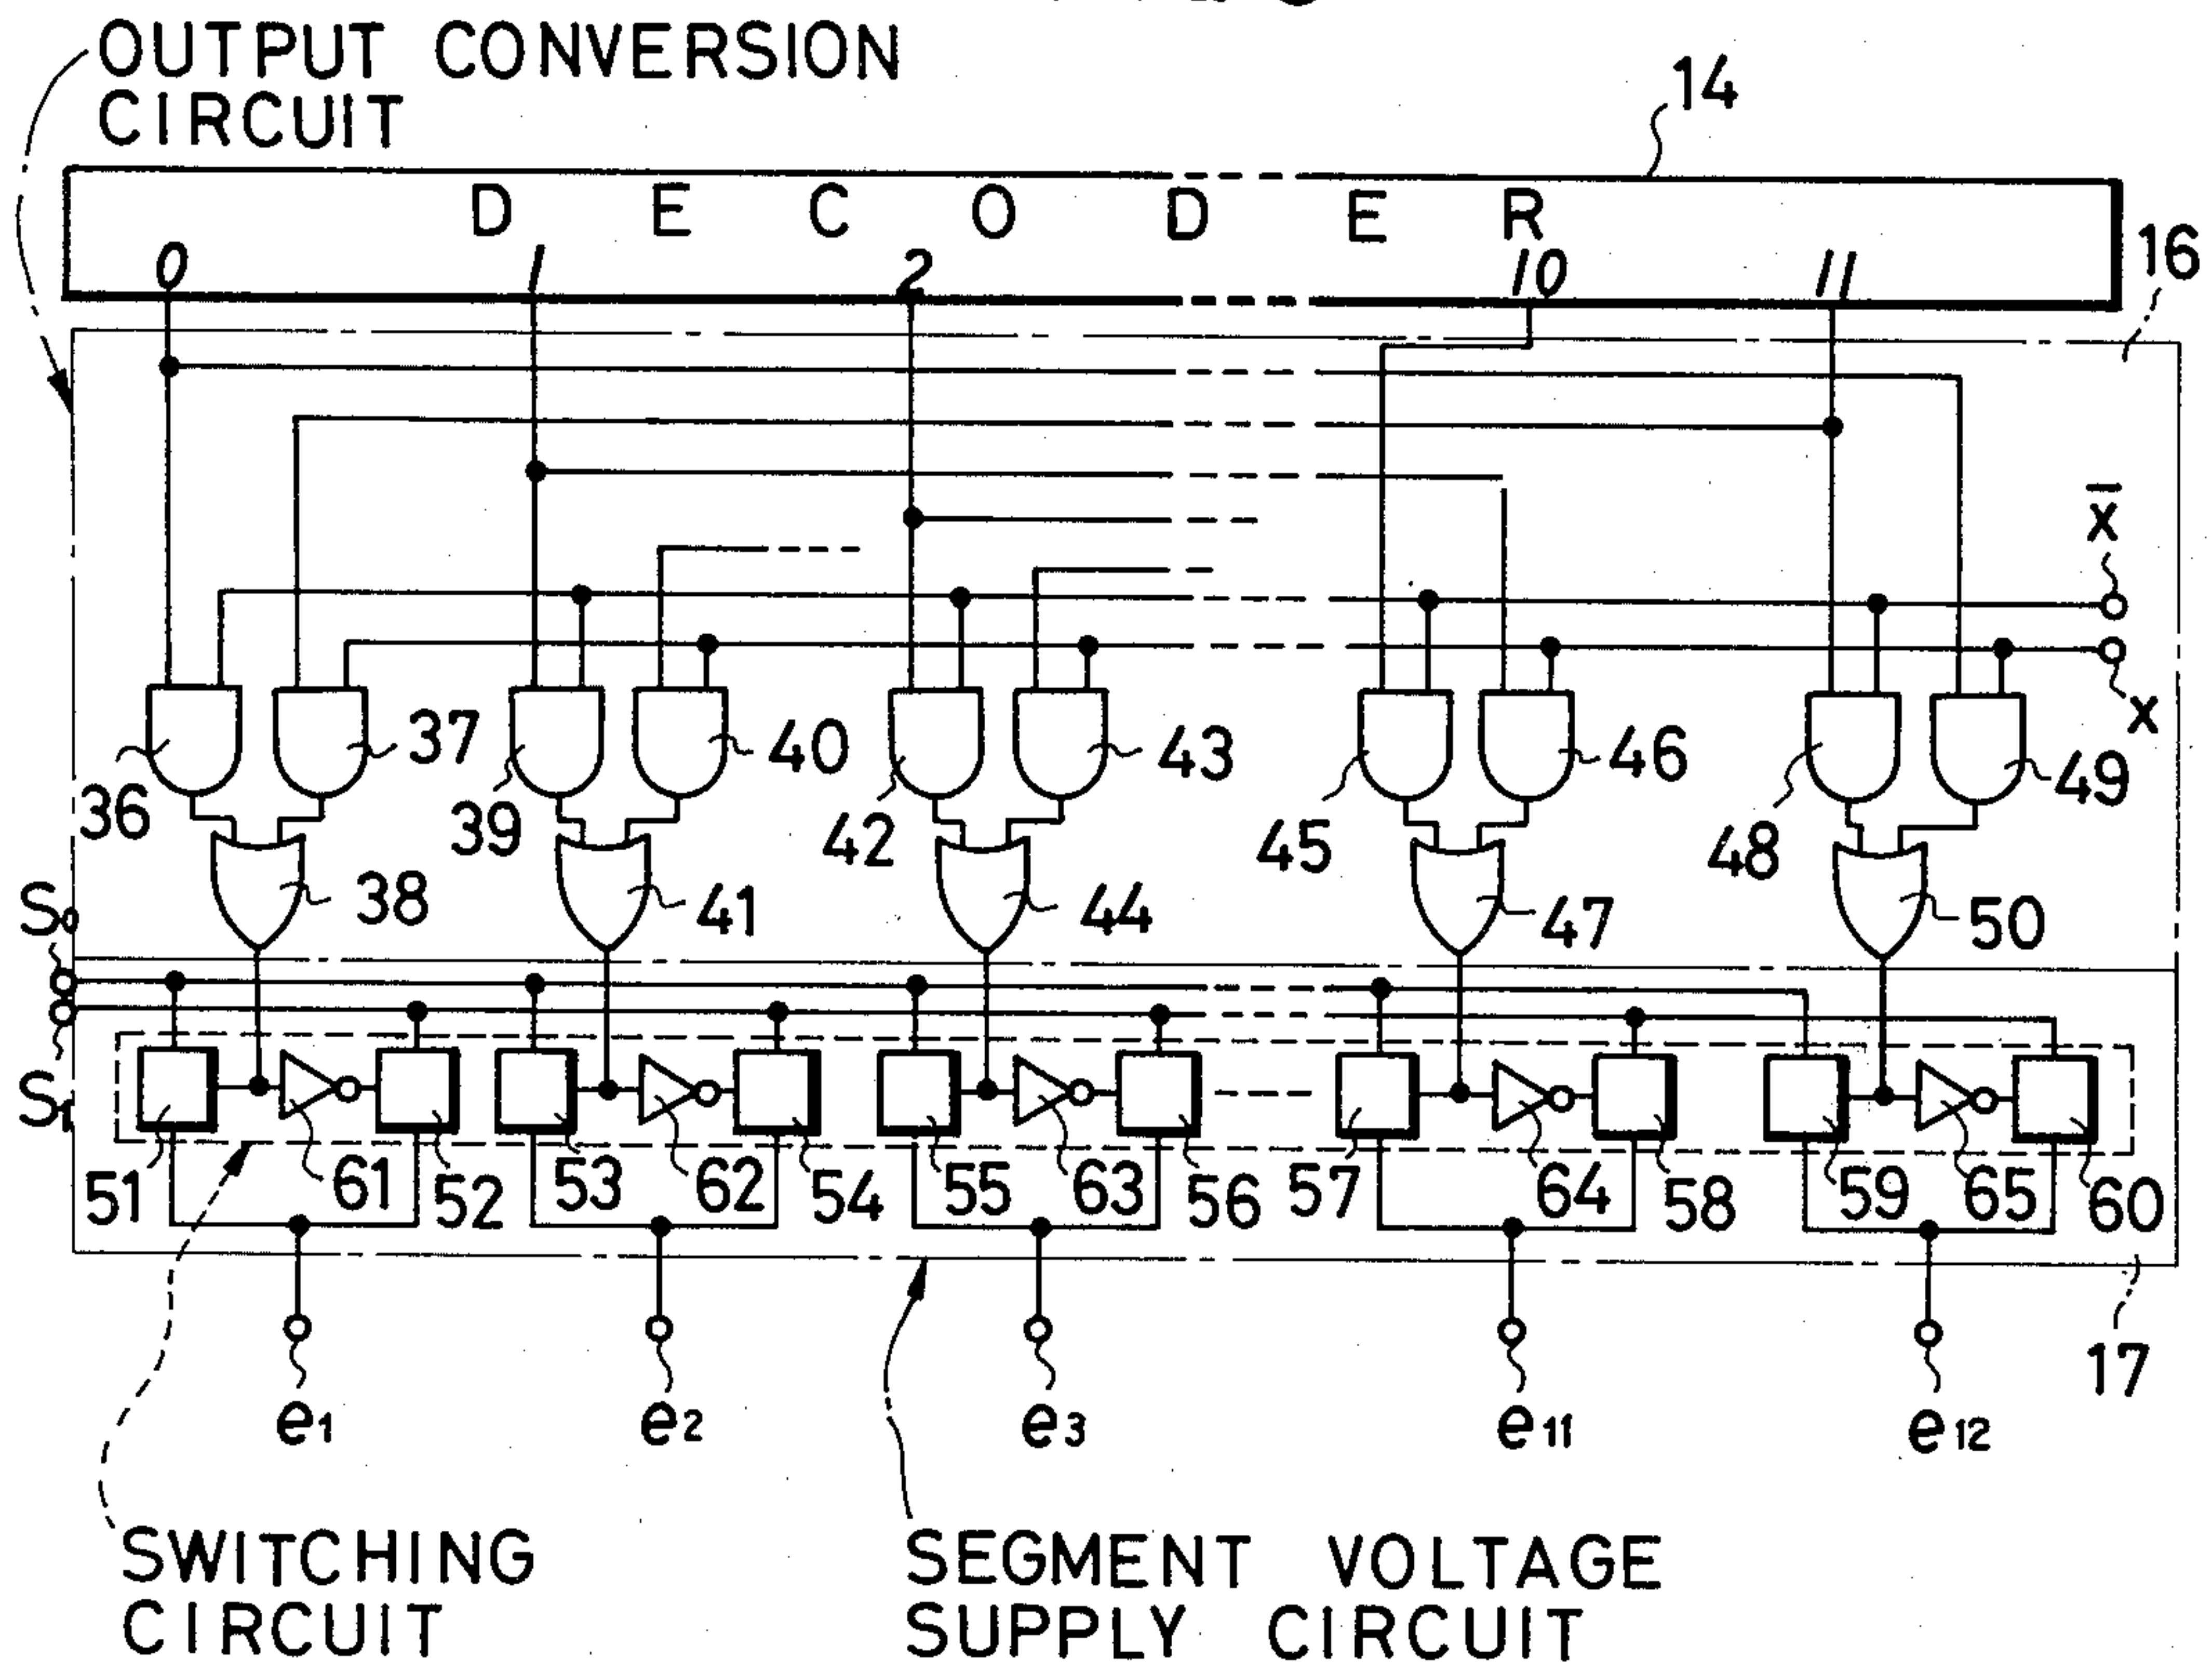 OUTPUT CONVERSION
CIRCUIT
14
DECODER
0 1 2 10 11
16
x̅
x
36 37 39 40 42 43 45 46 48 49
38 41 44 47 50
S0
S1
51 61 52 53 62 54 55 63 56 57 64 58 59 65 60
17
e1 e2 e3 e11 e12
SWITCHING
CIRCUIT
SEGMENT VOLTAGE
SUPPLY CIRCUIT